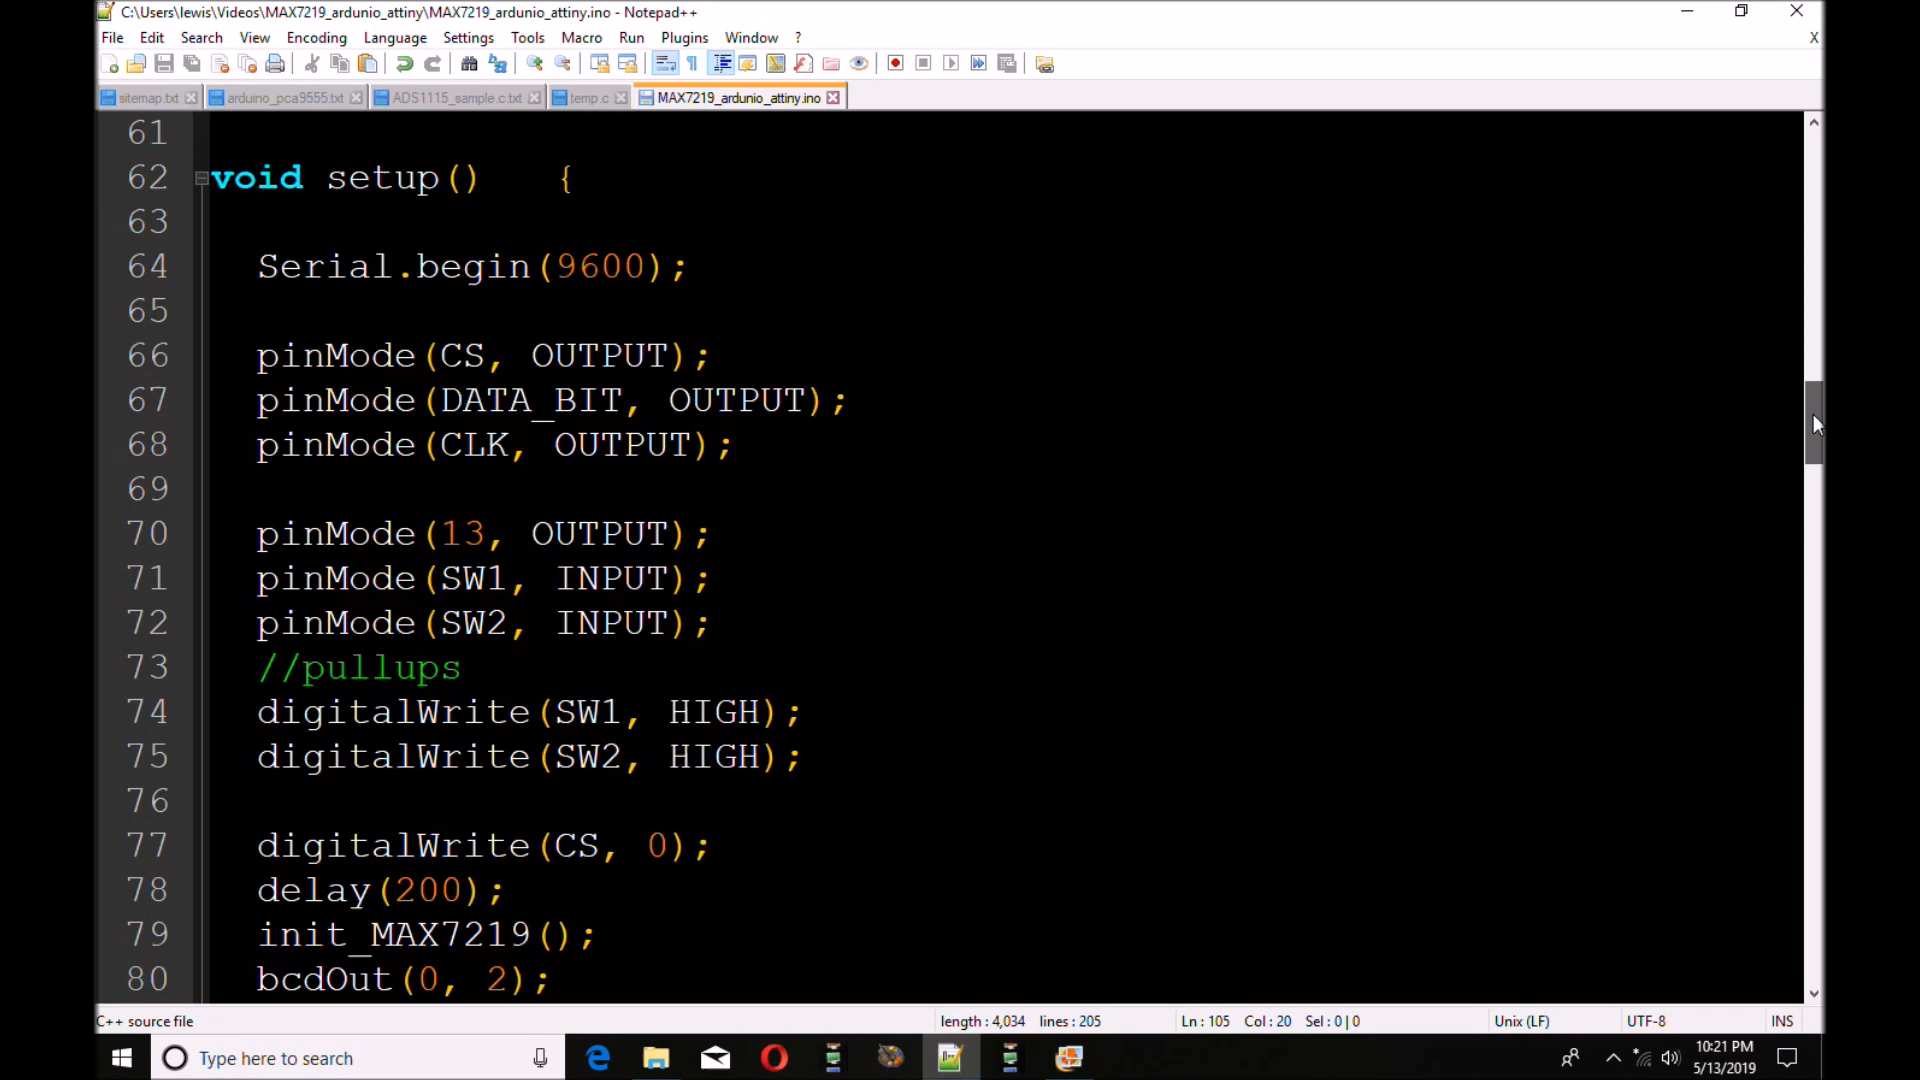 C:\Users\lewis\Videos\MAX7219_ardunio_attiny\MAX7219_ardunio_attiny.ino - Notepad++
File Edit Search View Encoding Language Settings Tools Macro Run Plugins Window ? X
sitemap.txt arduino_pca9555.txt ADS1115_sample.c.txt temp.c MAX7219_ardunio_attiny.ino
61
62 void setup() {
63
64 Serial.begin(9600);
65
66 pinMode(CS, OUTPUT);
67 pinMode(DATA_BIT, OUTPUT);
68 pinMode(CLK, OUTPUT);
69
70 pinMode(13, OUTPUT);
71 pinMode(SW1, INPUT);
72 pinMode(SW2, INPUT);
73 //pullups
74 digitalWrite(SW1, HIGH);
75 digitalWrite(SW2, HIGH);
76
77 digitalWrite(CS, 0);
78 delay(200);
79 init_MAX7219();
80 bcdOut(0, 2);
C++ source file length : 4,034 lines : 205 Ln : 105 Col : 20 Sel : 0 | 0 Unix (LF) UTF-8 INS
Type here to search 10:21 PM
5/13/2019